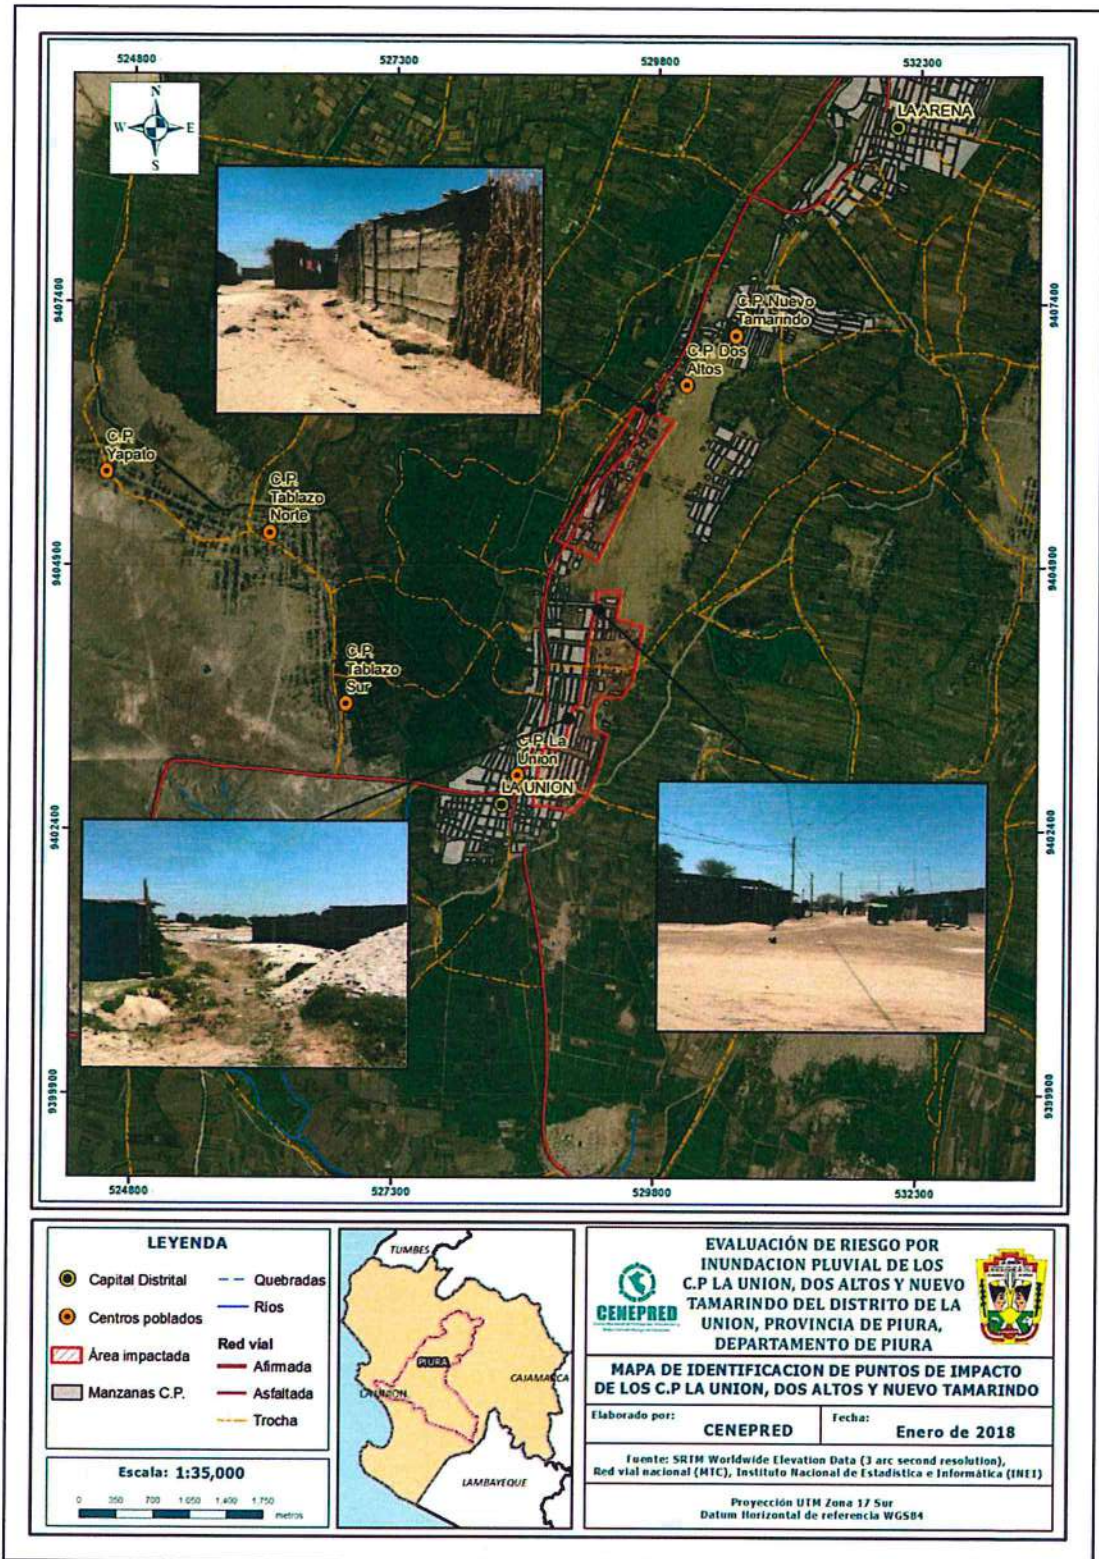 524800
527300
529800
532300
N
W
E
S
LA ARENA
9407400
9407400
C.P. Nuevo
Tamarindo
C.P. Dos
Altos
C.P.
Yapato
C.P.
Tablazo
Norte
9404900
9404900
C.P.
Tablazo
Sur
C.P. La
Union
LA UNION
9402400
9402400
9399900
9399900
524800
527300
529800
532300
LEYENDA
Capital Distrital
Centros poblados
Área impactada
Manzanas C.P.
Quebradas
Rios
Red vial
Afirmada
Asfaltada
Trocha
Escala: 1:35,000
0 350 700 1.050 1.400 1.750
metros
TUMBES
PIURA
LA UNION
CAJAMARCA
LAMBAYEQUE
CENEPRED
EVALUACIÓN DE RIESGO POR
INUNDACION PLUVIAL DE LOS
C.P LA UNION, DOS ALTOS Y NUEVO
TAMARINDO DEL DISTRITO DE LA
UNION, PROVINCIA DE PIURA,
DEPARTAMENTO DE PIURA
MAPA DE IDENTIFICACION DE PUNTOS DE IMPACTO
DE LOS C.P LA UNION, DOS ALTOS Y NUEVO TAMARINDO
Elaborado por:
CENEPRED
Fecha:
Enero de 2018
Fuente: SRTM Worldwide Elevation Data (3 arc second resolution),
Red vial nacional (MTC), Instituto Nacional de Estadística e Informática (INEI)
Proyección UTM Zona 17 Sur
Datum Horizontal de referencia WGS84